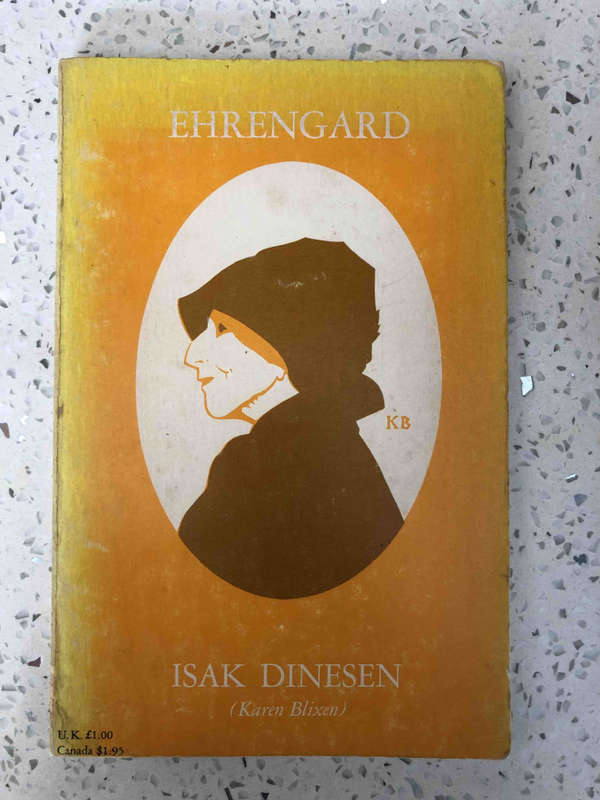 EHRENGARD
KB
ISAK DINESEN
(Karen Blixen)
U.K. £1.00
Canada $1.95